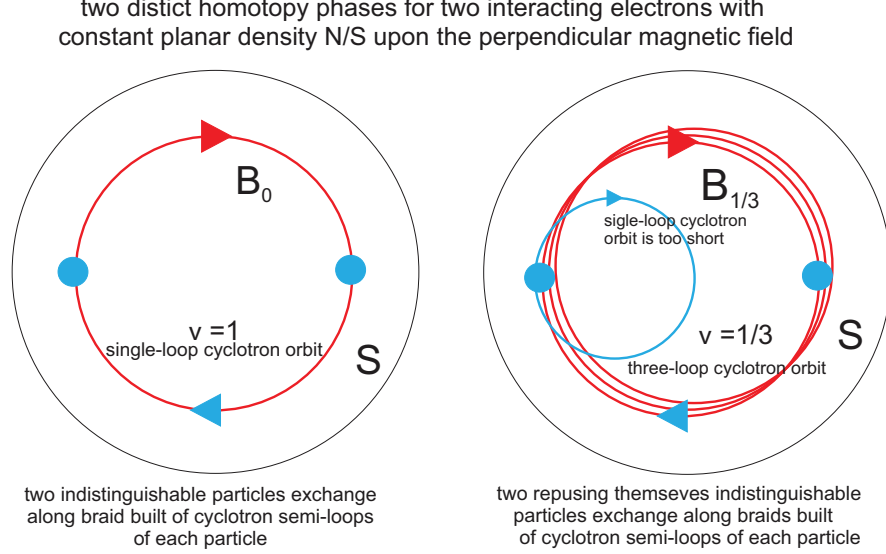 two distict homotopy phases for two interacting electrons with
constant planar density N/S upon the perpendicular magnetic field
B0
ν =1
single-loop cyclotron orbit
S
two indistinguishable particles exchange
along braid built of cyclotron semi-loops
of each particle
B1/3
sigle-loop cyclotron
orbit is too short
ν =1/3
S
three-loop cyclotron orbit
two repusing themseves indistinguishable
particles exchange along braids built
of cyclotron semi-loops of each particle